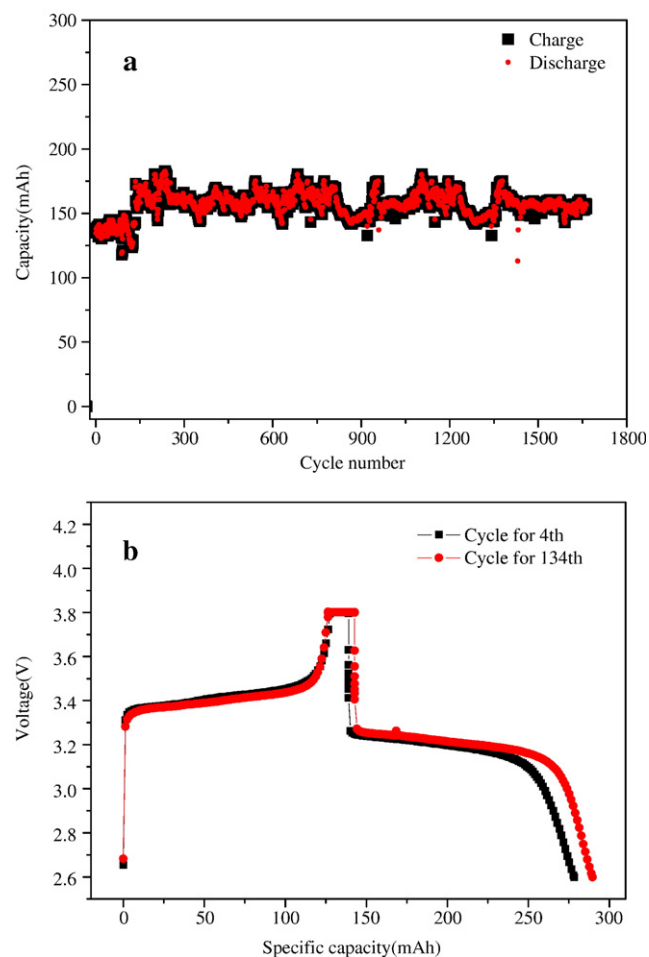 300
a
Charge
Discharge
250
200
150
100
50
0
Capacity(mAh)
0 300 600 900 1200 1500 1800
Cycle number
4.2
b
Cycle for 4th
Cycle for 134th
4.0
3.8
3.6
3.4
3.2
3.0
2.8
2.6
Voltage(V)
0 50 100 150 200 250 300
Specific capacity(mAh)